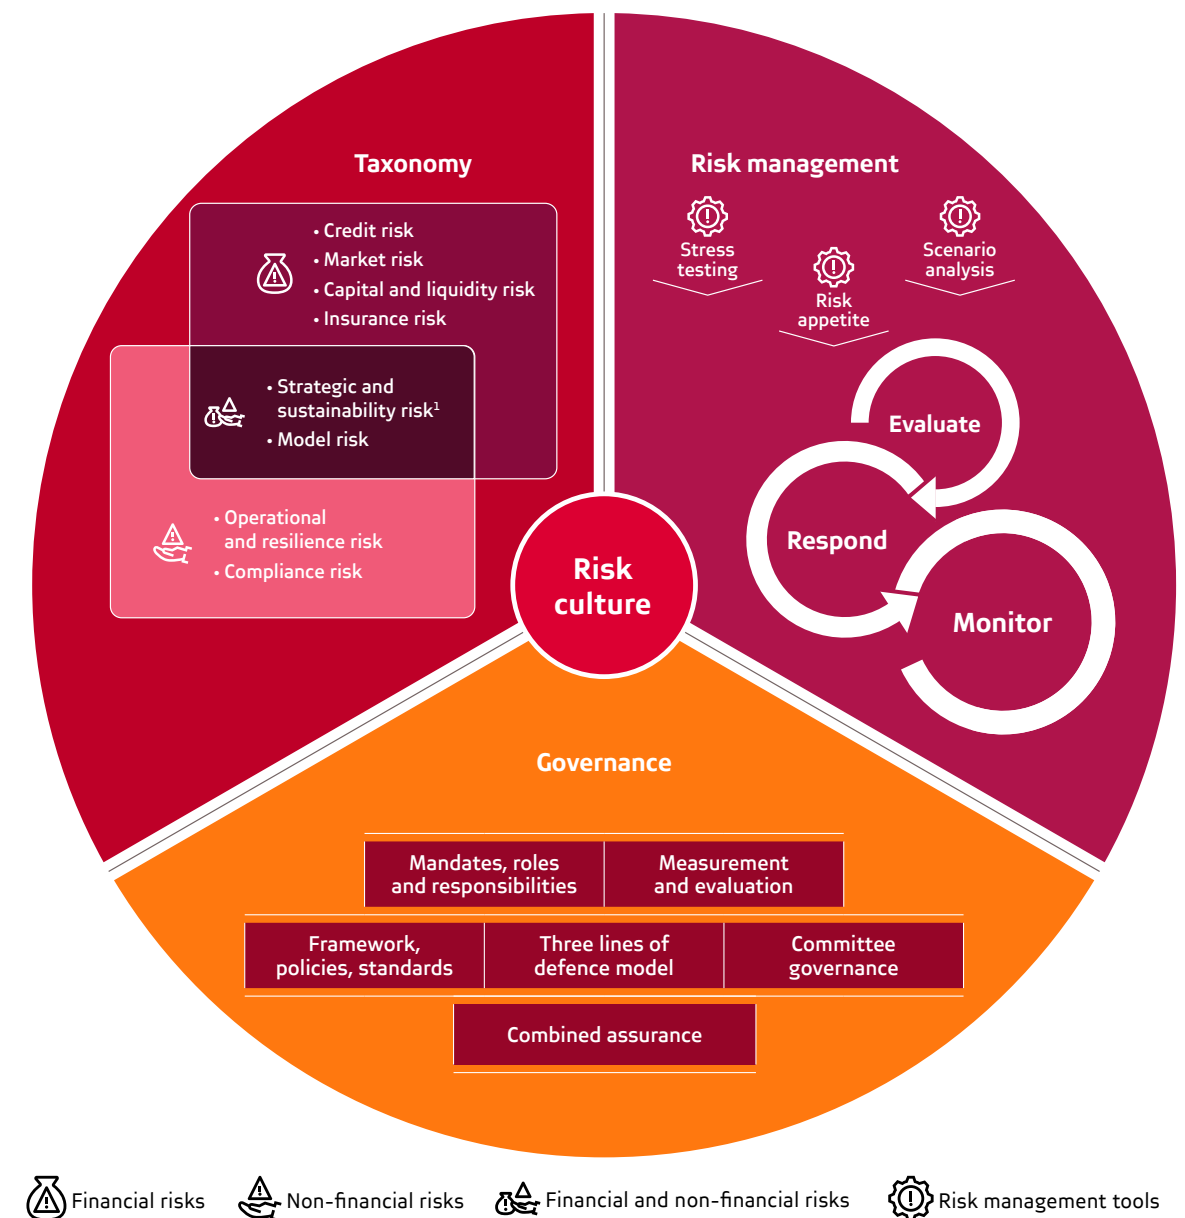 Taxonomy
• Credit risk
• Market risk
• Capital and liquidity risk
• Insurance risk
• Strategic and
sustainability risk¹
• Model risk
• Operational
and resilience risk
• Compliance risk
Risk management
Stress
testing
Risk
appetite
Scenario
analysis
Evaluate
Respond
Monitor
Risk
culture
Governance
Mandates, roles
and responsibilities
Measurement
and evaluation
Framework,
policies, standards
Three lines of
defence model
Committee
governance
Combined assurance
Financial risks
Non-financial risks
Financial and non-financial risks
Risk management tools